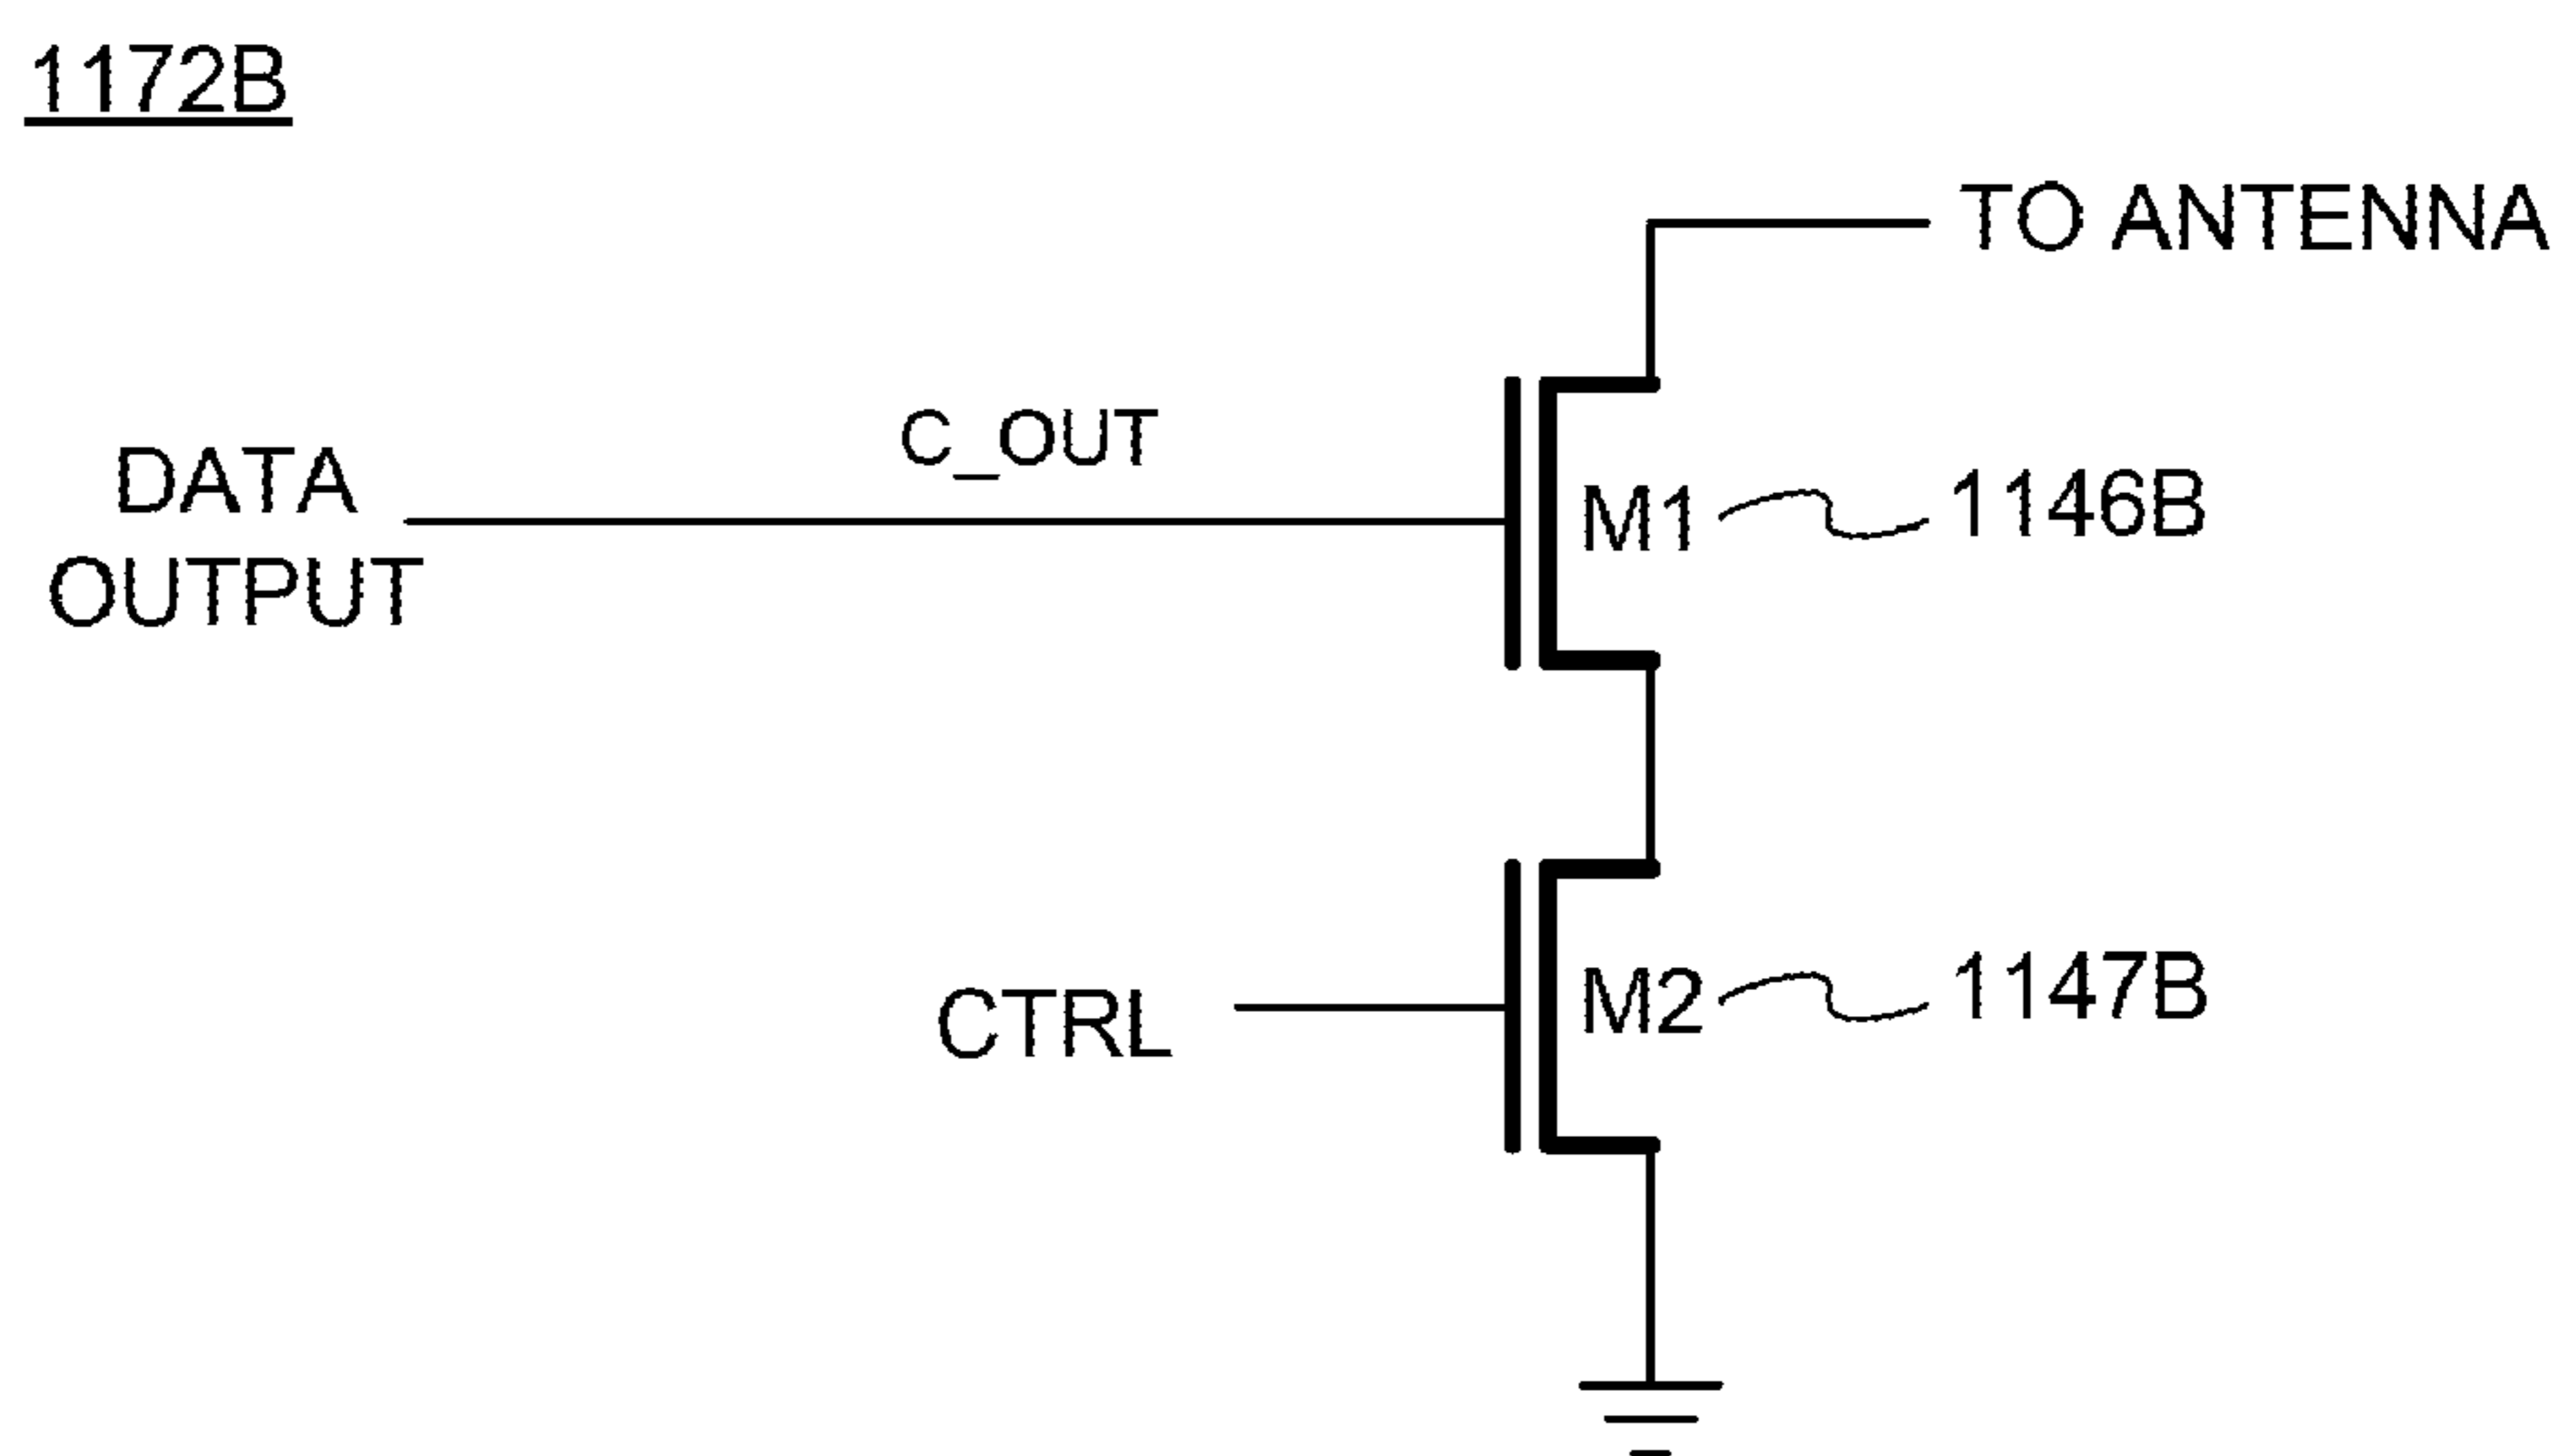 1172B
TO ANTENNA
C_OUT
DATA
OUTPUT
M1
1146B
CTRL
M2
1147B